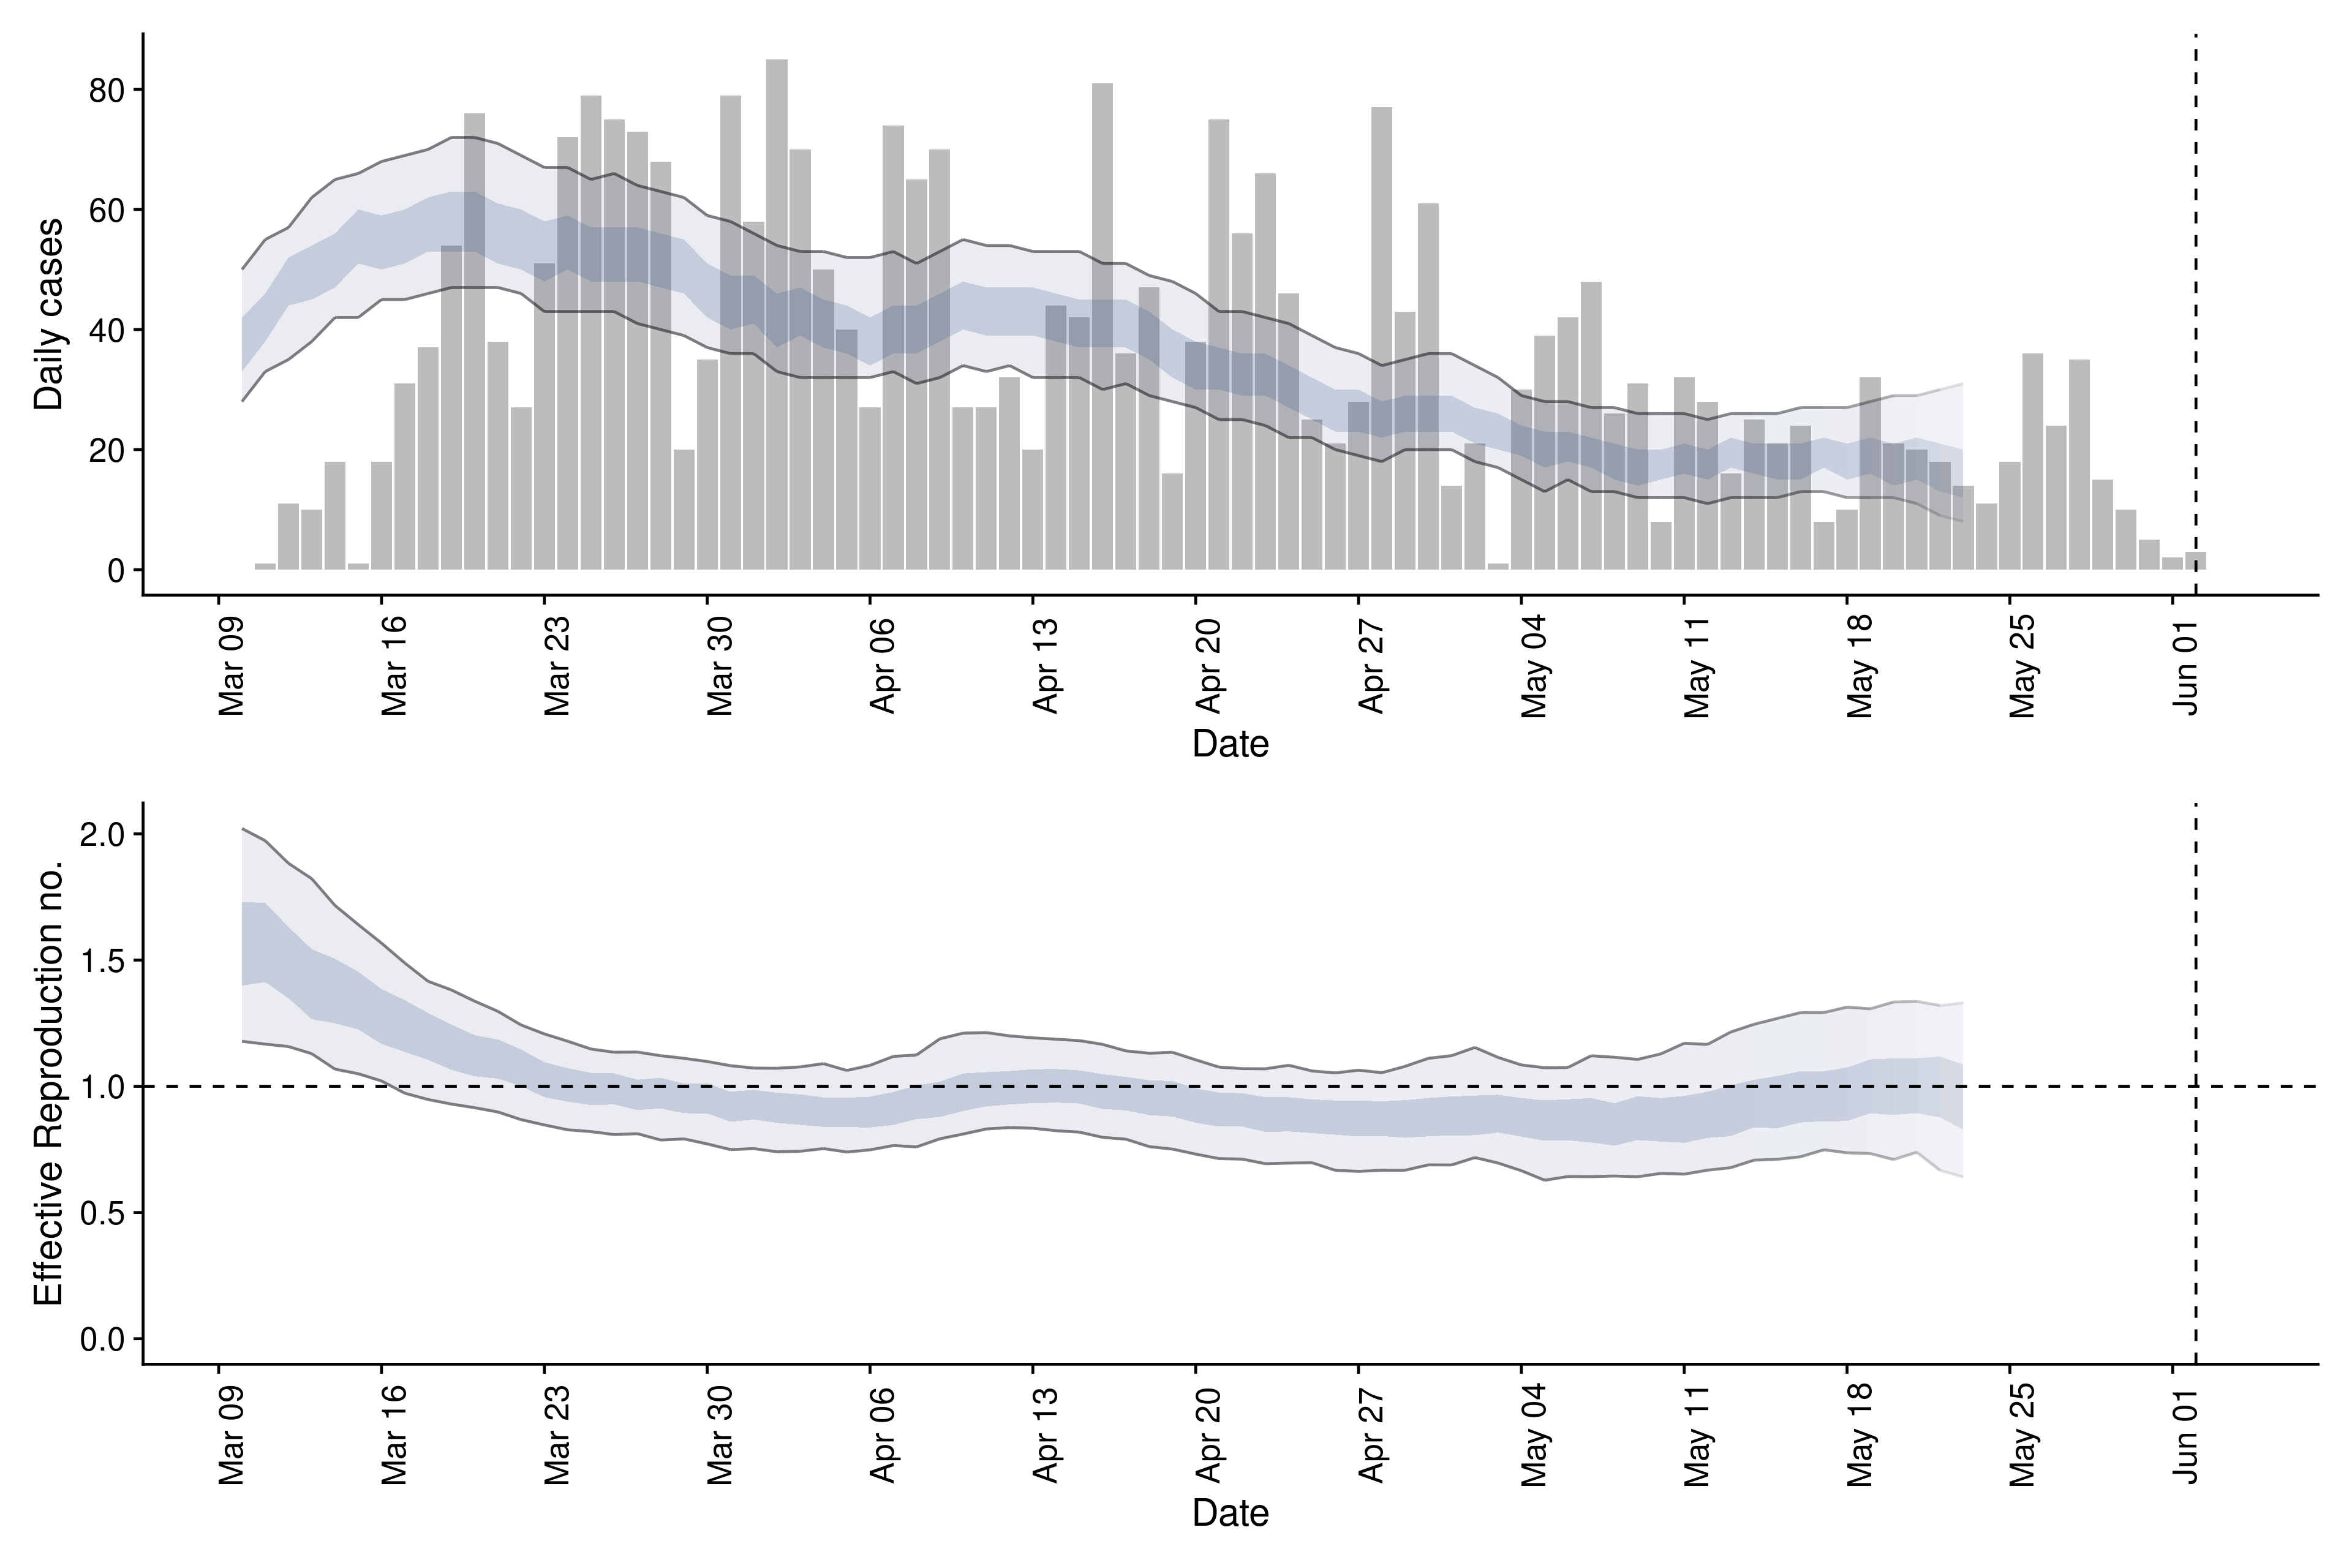 Daily cases
80
60
40
20
0
Mar 09
Mar 16
Mar 23
Mar 30
Apr 06
Apr 13
Apr 20
Apr 27
May 04
May 11
May 18
May 25
Jun 01
Date
Effective Reproduction no.
2.0
1.5
1.0
0.5
0.0
Mar 09
Mar 16
Mar 23
Mar 30
Apr 06
Apr 13
Apr 20
Apr 27
May 04
May 11
May 18
May 25
Jun 01
Date